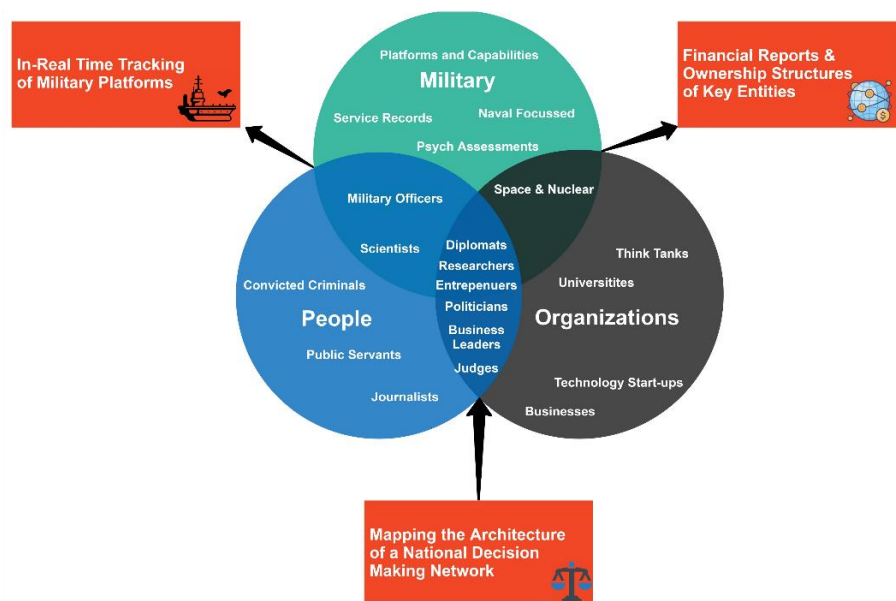 In-Real Time Tracking
of Military Platforms
Financial Reports &
Ownership Structures
of Key Entities
Platforms and Capabilities
Military
Service Records
Naval Focussed
Psych Assessments
Military Officers
Space & Nuclear
Scientists
Diplomats
Researchers
Entrepenuers
Politicians
Business
Leaders
Judges
Convicted Criminals
People
Public Servants
Journalists
Think Tanks
Universitites
Organizations
Technology Start-ups
Businesses
Mapping the Architecture
of a National Decision
Making Network
$